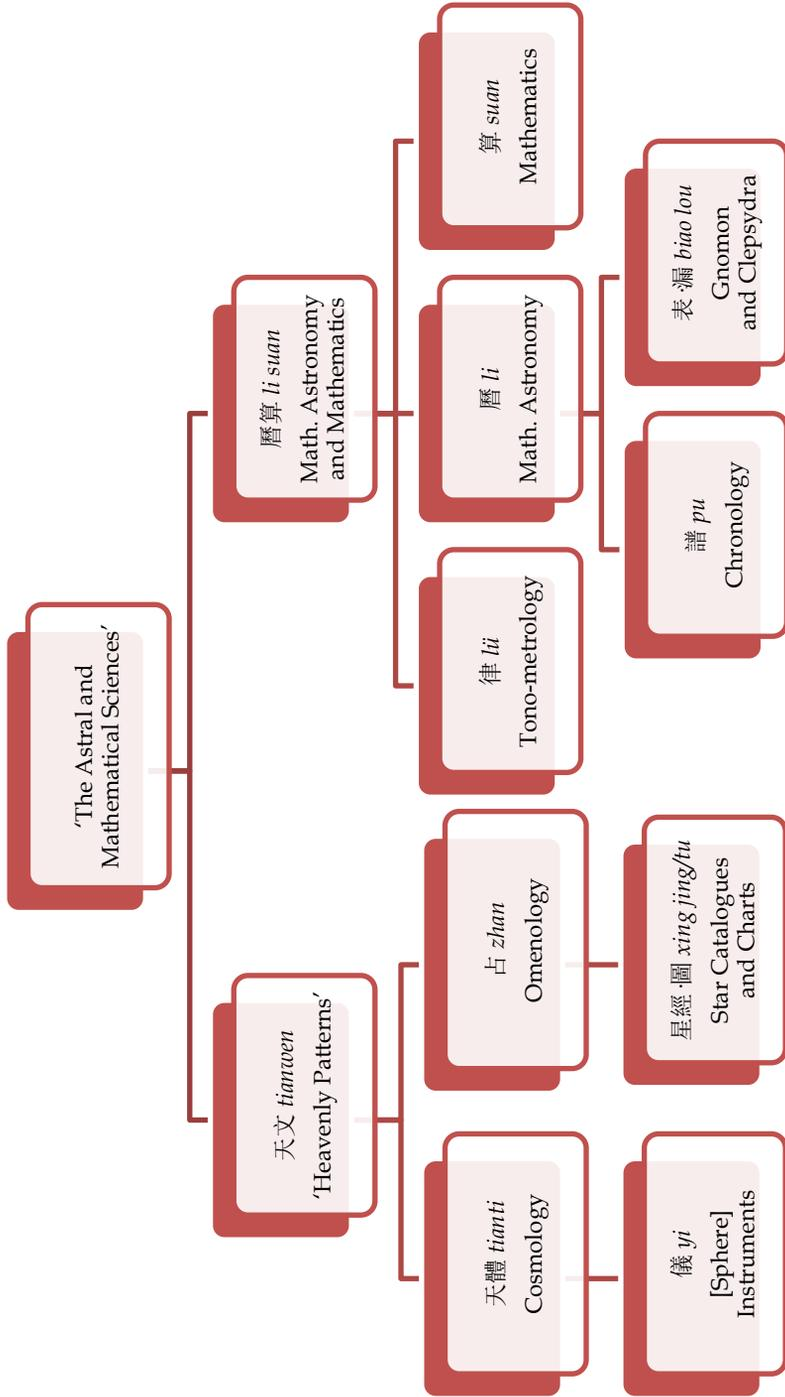 ‘The Astral and
Mathematical Sciences’
天文 tianwen
‘Heavenly Patterns’
曆算 li suan
Math. Astronomy
and Mathematics
天體 tianti
Cosmology
占 zhan
Omenology
律 lü
Tono-metrology
曆 li
Math. Astronomy
算 suan
Mathematics
儀 yi
[Sphere]
Instruments
星經·圖 xing jing/tu
Star Catalogues
and Charts
譜 pu
Chronology
表·漏 biao lou
Gnomon
and Clepsydra